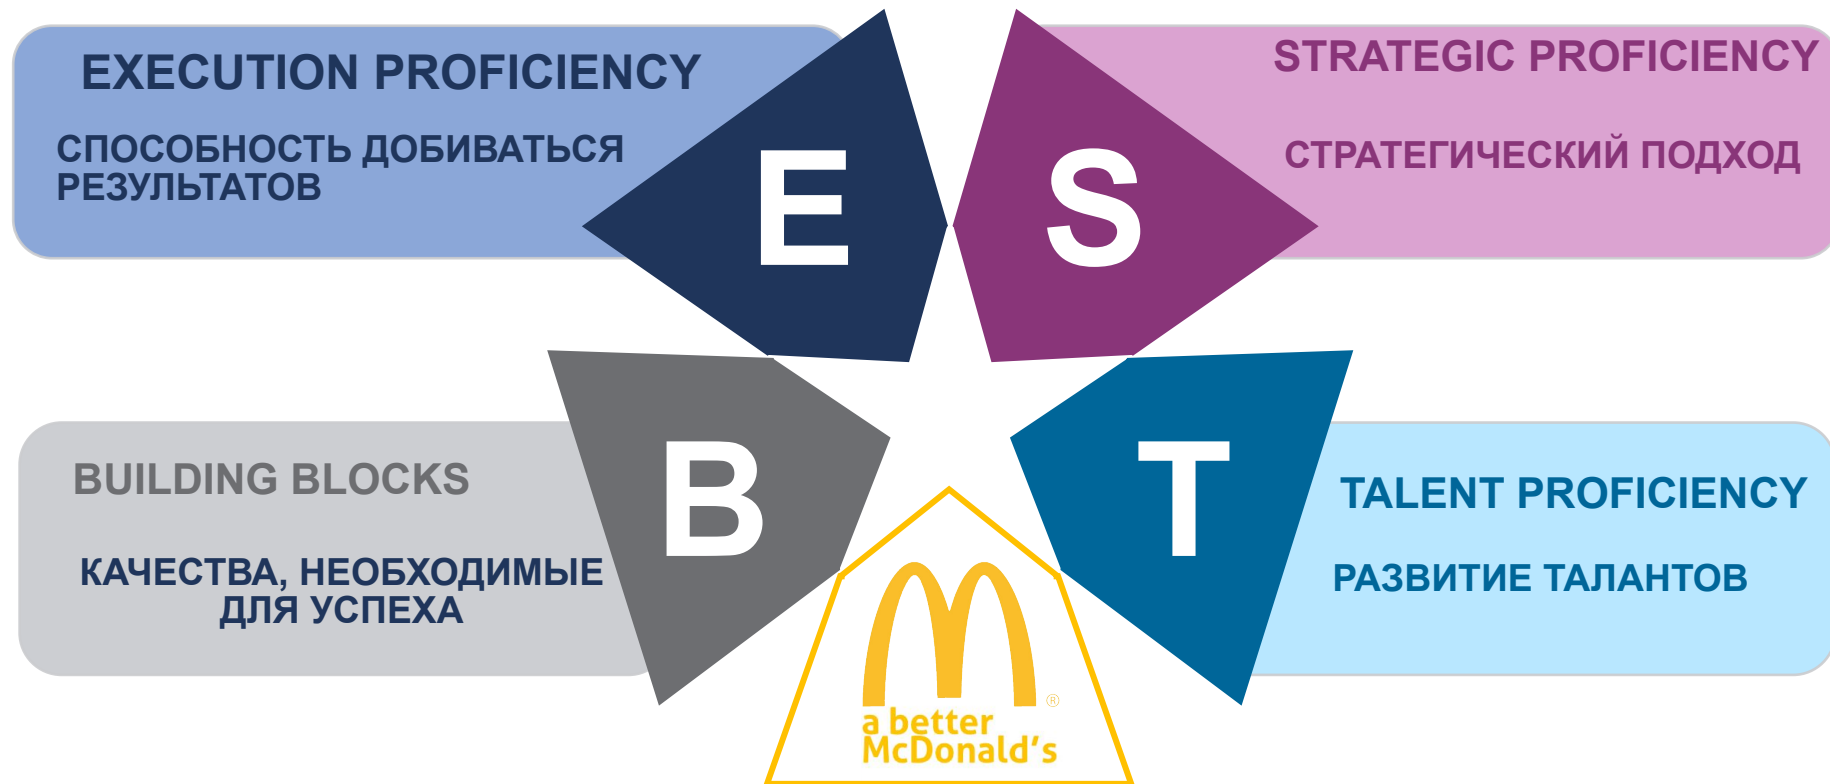 EXECUTION PROFICIENCY
СПОСОБНОСТЬ ДОБИВАТЬСЯ
РЕЗУЛЬТАТОВ
E
S
STRATEGIC PROFICIENCY
СТРАТЕГИЧЕСКИЙ ПОДХОД
BUILDING BLOCKS
КАЧЕСТВА, НЕОБХОДИМЫЕ
ДЛЯ УСПЕХА
B
T
TALENT PROFICIENCY
РАЗВИТИЕ ТАЛАНТОВ
®
a better
McDonald's